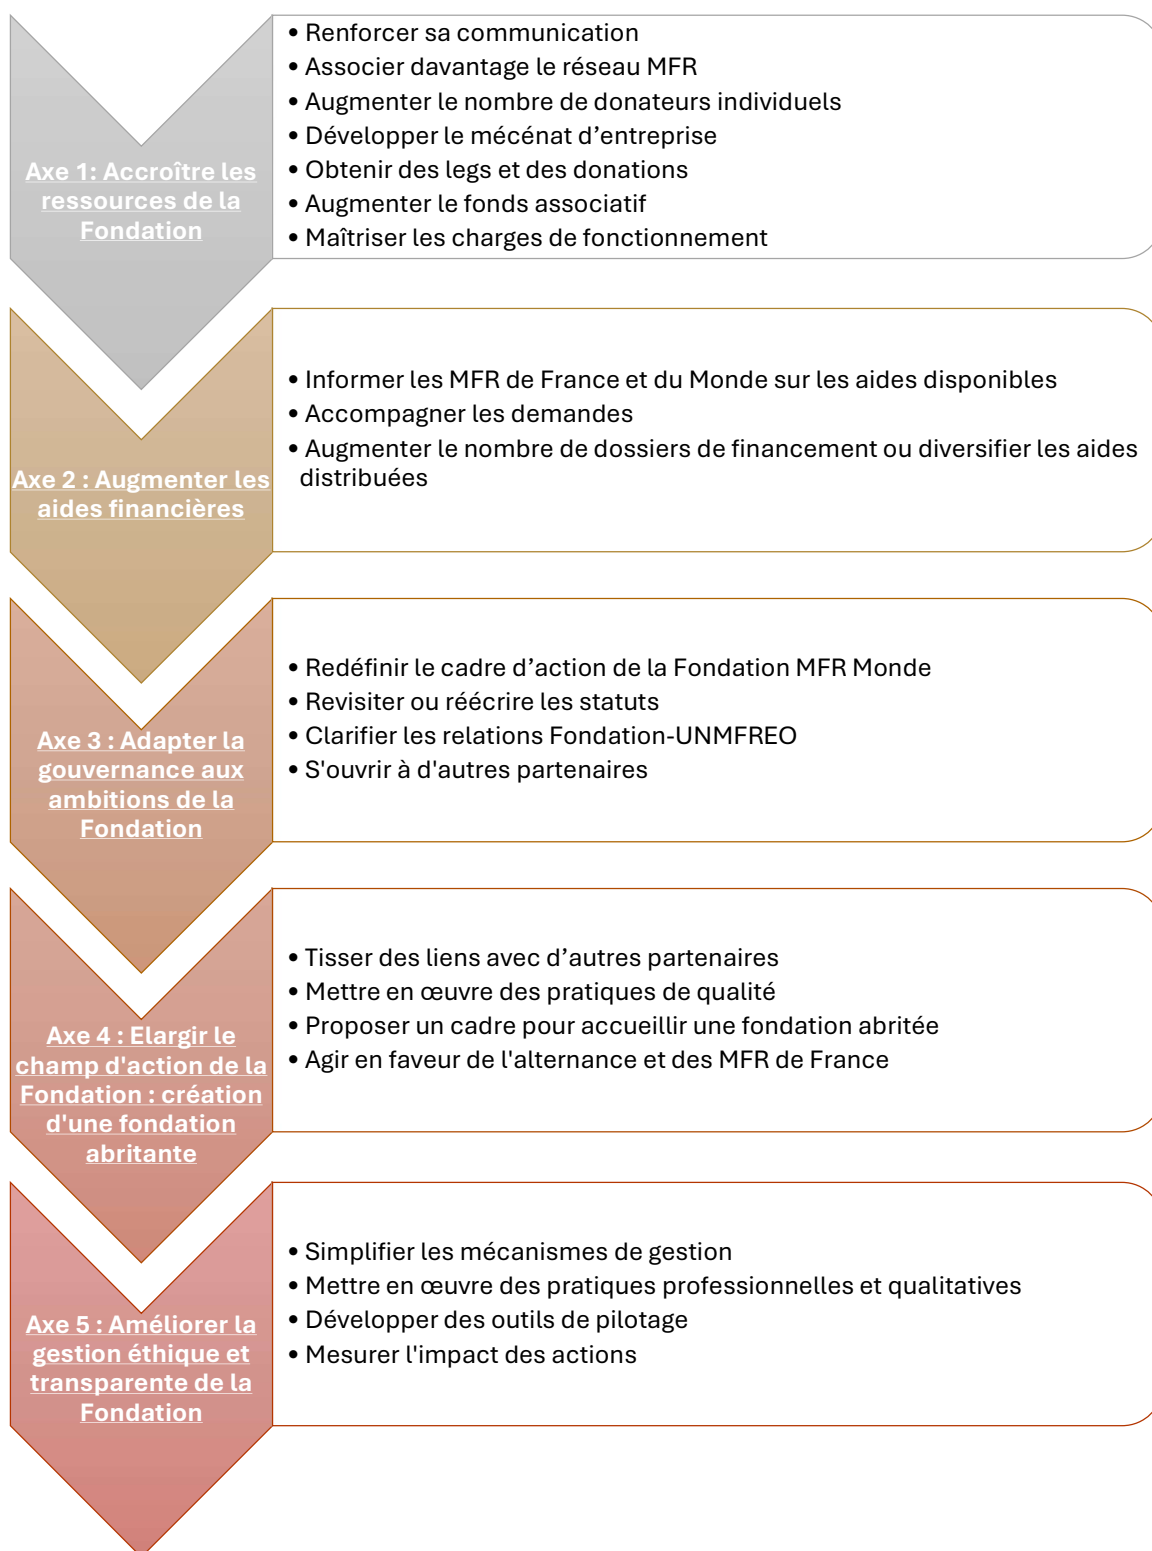 Axe 1: Accroître les
ressources de la
Fondation
• Renforcer sa communication
• Associer davantage le réseau MFR
• Augmenter le nombre de donateurs individuels
• Développer le mécénat d’entreprise
• Obtenir des legs et des donations
• Augmenter le fonds associatif
• Maîtriser les charges de fonctionnement
Axe 2 : Augmenter les
aides financières
• Informer les MFR de France et du Monde sur les aides disponibles
• Accompagner les demandes
• Augmenter le nombre de dossiers de financement ou diversifier les aides
distribuées
Axe 3 : Adapter la
gouvernance aux
ambitions de la
Fondation
• Redéfinir le cadre d’action de la Fondation MFR Monde
• Revisiter ou réécrire les statuts
• Clarifier les relations Fondation-UNMFREO
• S'ouvrir à d'autres partenaires
Axe 4 : Elargir le
champ d'action de la
Fondation : création
d'une fondation
abritante
• Tisser des liens avec d’autres partenaires
• Mettre en œuvre des pratiques de qualité
• Proposer un cadre pour accueillir une fondation abritée
• Agir en faveur de l'alternance et des MFR de France
Axe 5 : Améliorer la
gestion éthique et
transparente de la
Fondation
• Simplifier les mécanismes de gestion
• Mettre en œuvre des pratiques professionnelles et qualitatives
• Développer des outils de pilotage
• Mesurer l'impact des actions